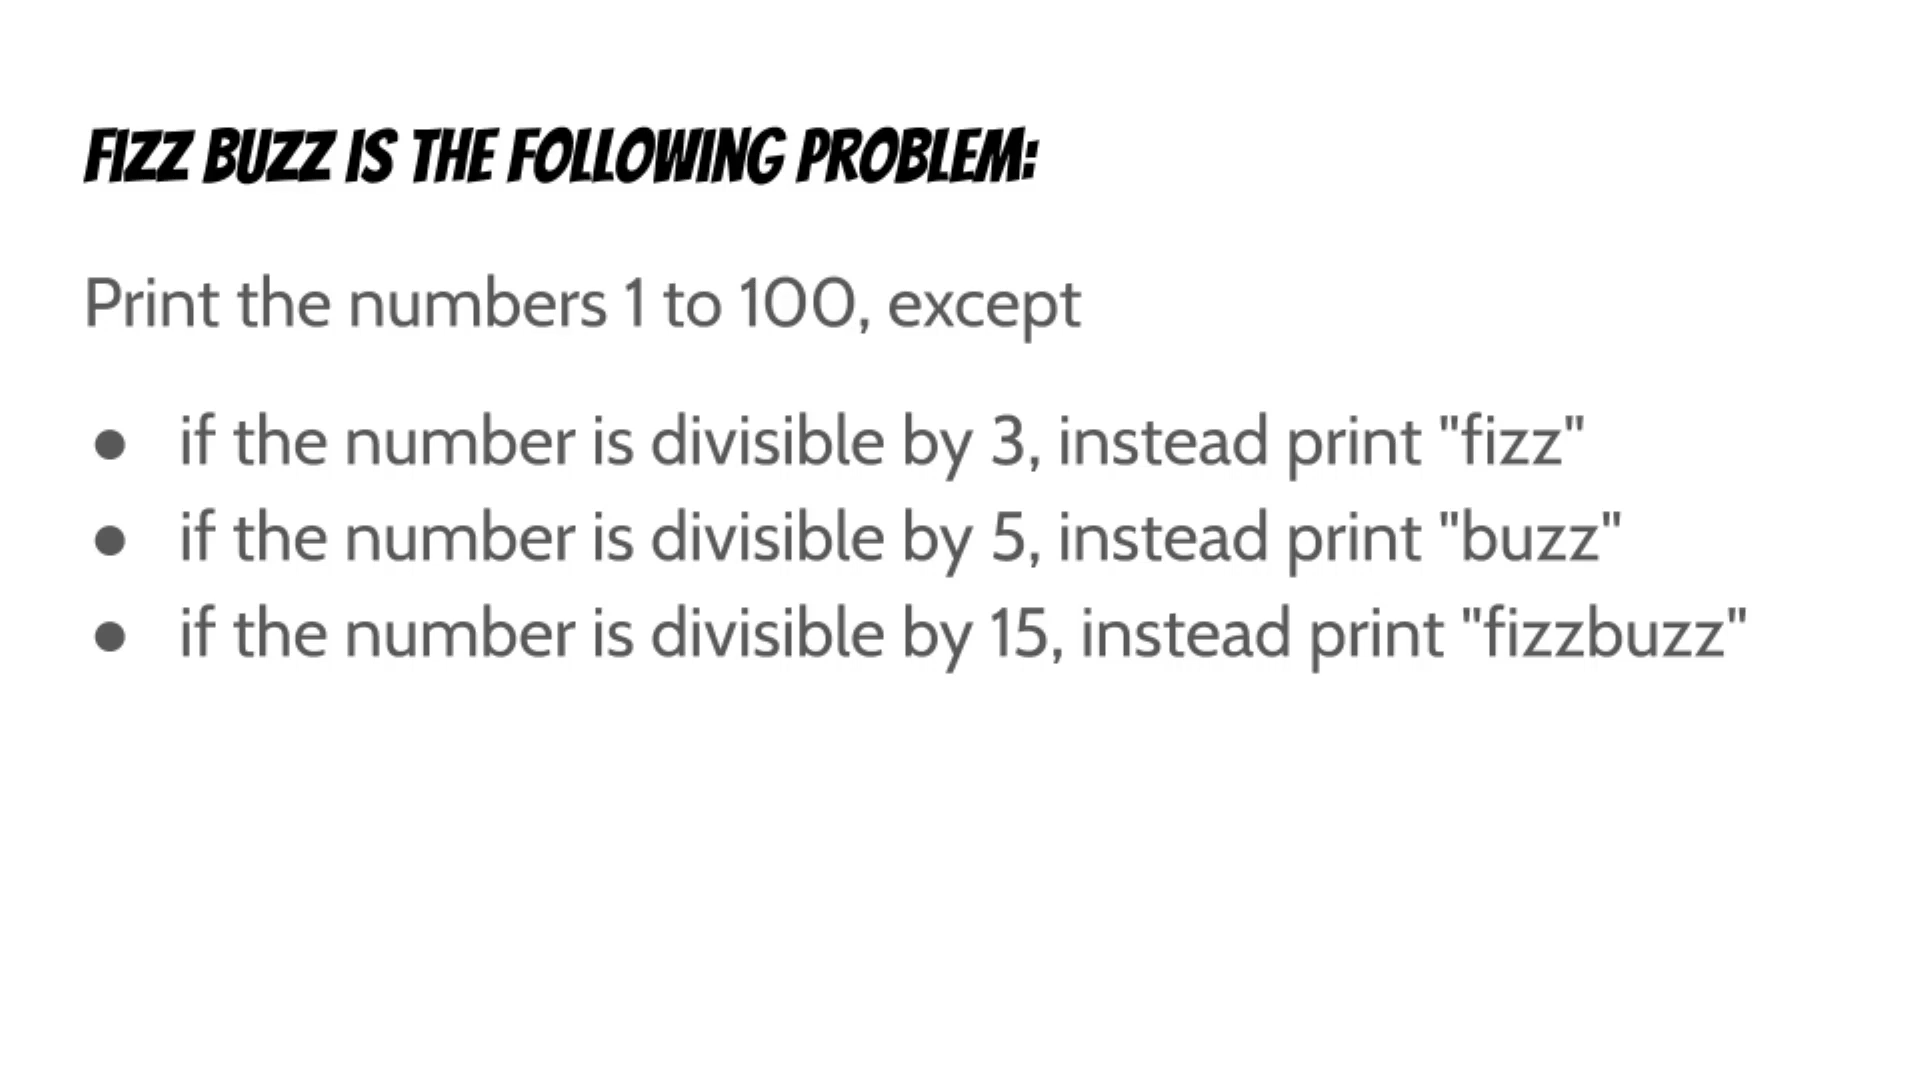 FIZZ BUZZ IS THE FOLLOWING PROBLEM:
Print the numbers 1 to 100, except
● if the number is divisible by 3, instead print "fizz"
● if the number is divisible by 5, instead print "buzz"
● if the number is divisible by 15, instead print "fizzbuzz"